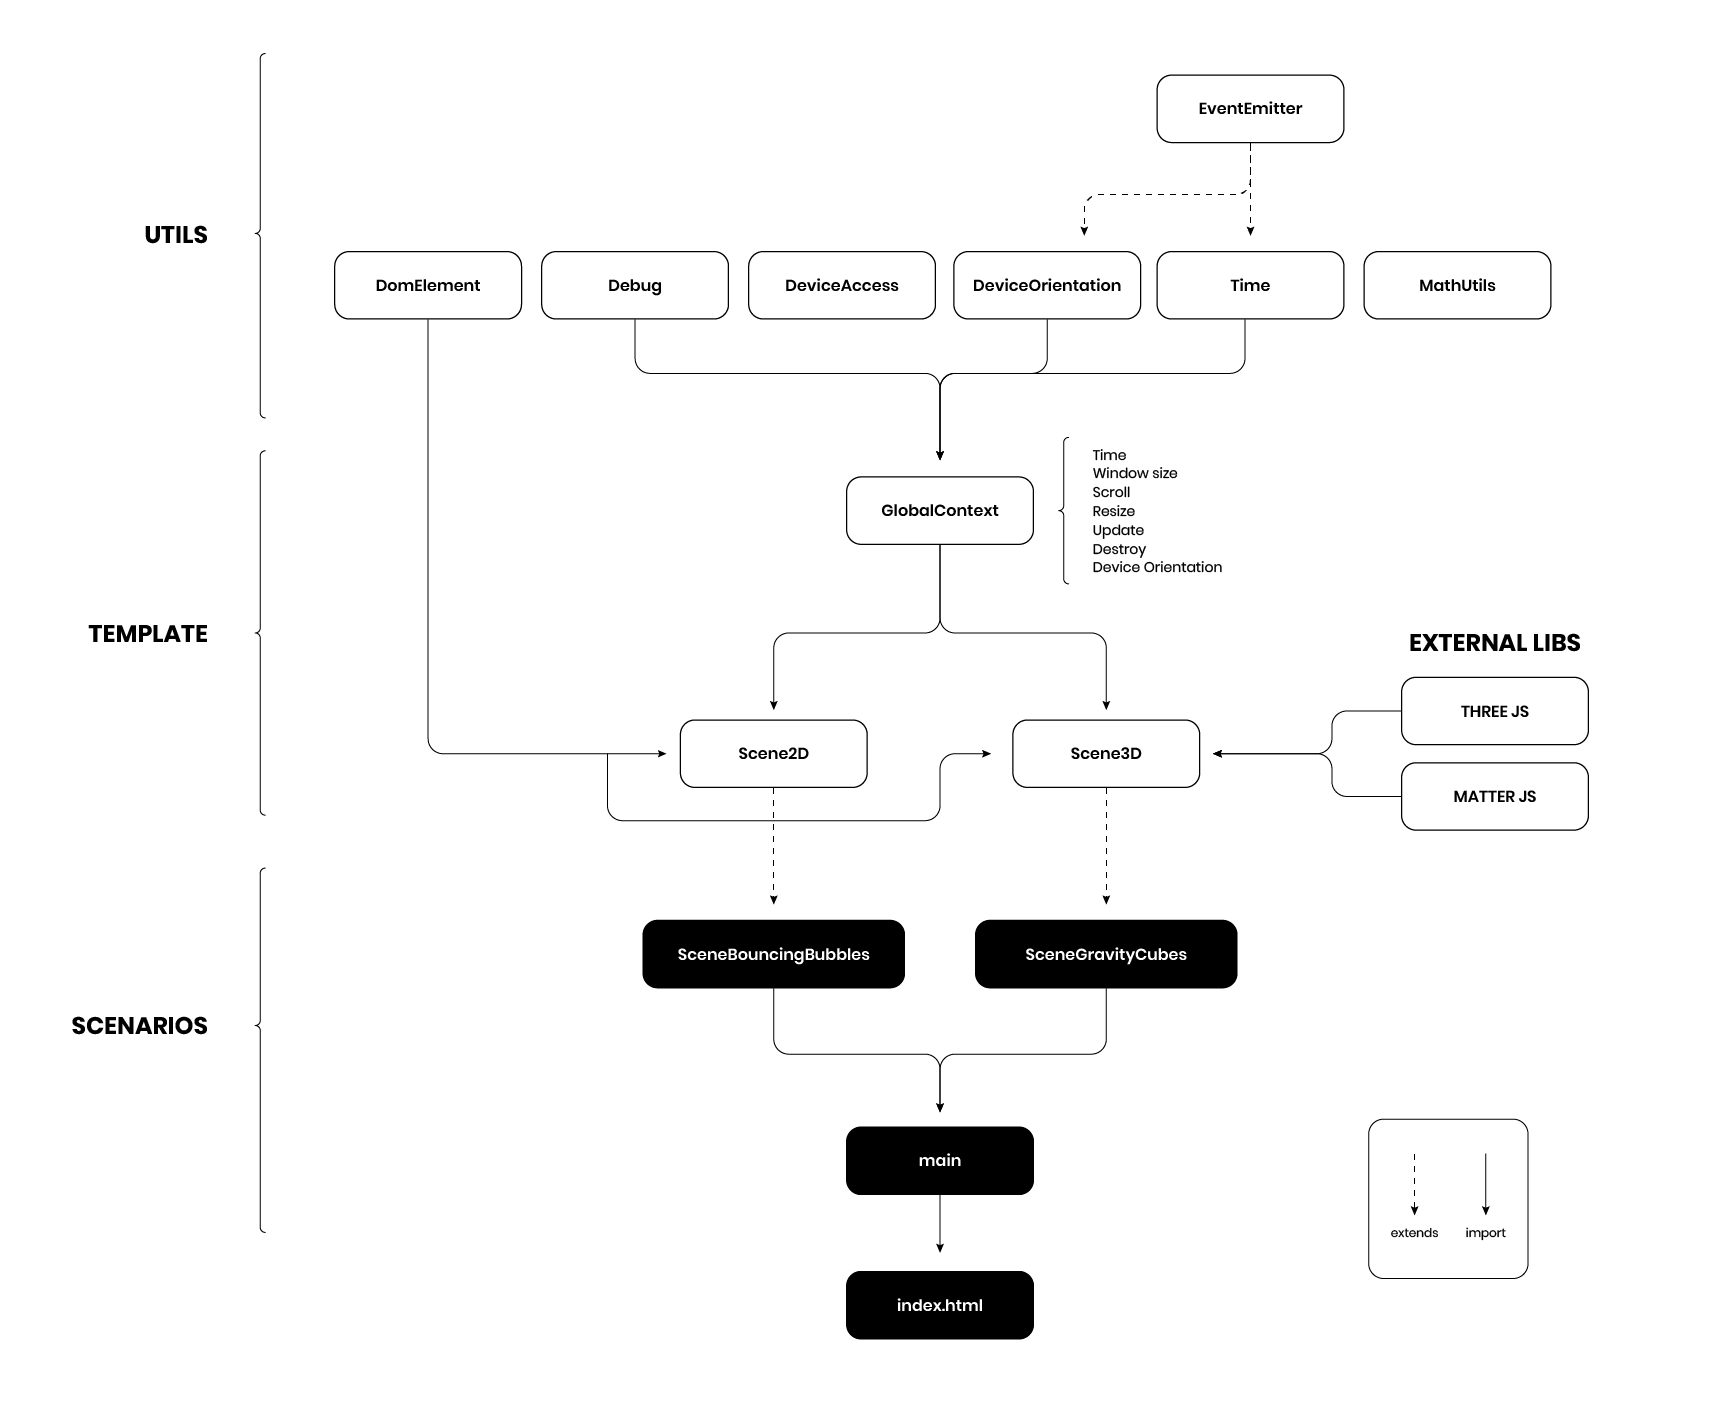 EventEmitter
UTILS
DomElement
Debug
DeviceAccess
DeviceOrientation
Time
MathUtils
GlobalContext
Time
Window size
Scroll
Resize
Update
Destroy
Device Orientation
TEMPLATE
EXTERNAL LIBS
THREE JS
MATTER JS
Scene2D
Scene3D
SceneBouncingBubbles
SceneGravityCubes
SCENARIOS
main
index.html
extends
import